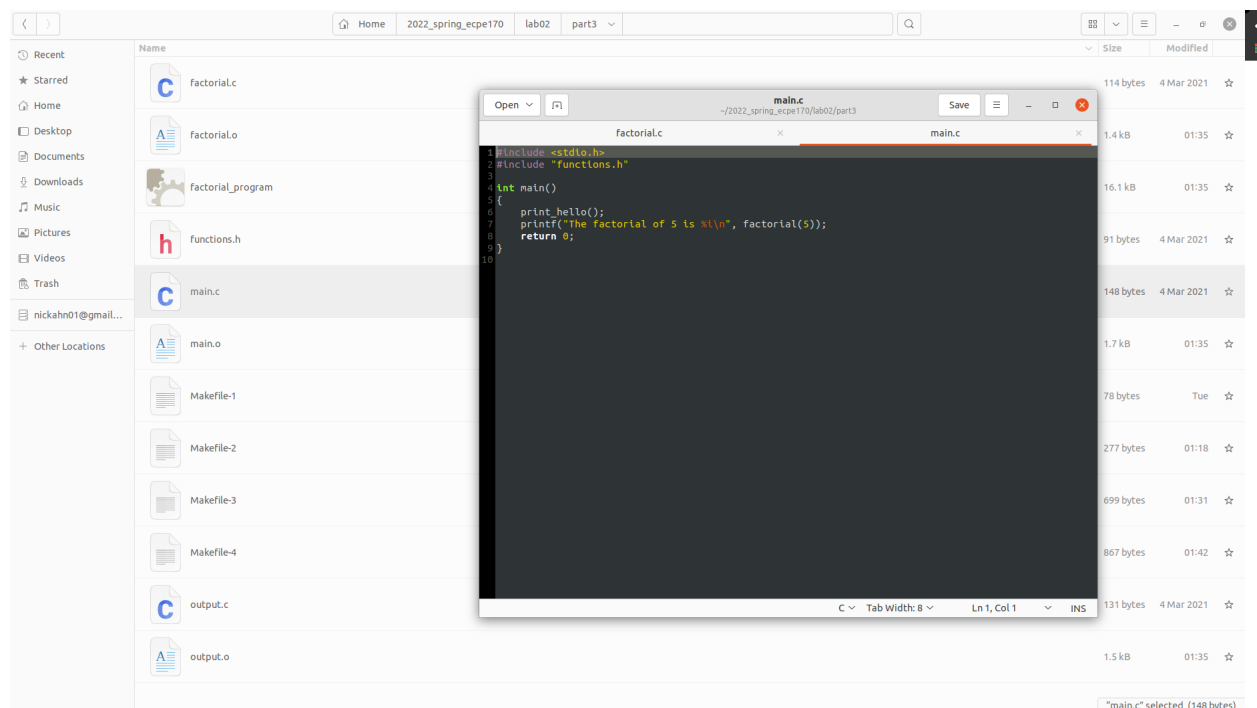 Home 2022_spring_ecpe170 lab02 part3
Recent
Starred
Home
Desktop
Documents
Downloads
Music
Pictures
Videos
Trash
nickahn01@gmail...
+ Other Locations
Name Size Modified
factorial.c 114 bytes 4 Mar 2021
factorial.o 1.4 kB 01:35
factorial_program 16.1 kB 01:35
functions.h 91 bytes 4 Mar 2021
main.c 148 bytes 4 Mar 2021
main.o 1.7 kB 01:35
Makefile-1 78 bytes Tue
Makefile-2 277 bytes 01:18
Makefile-3 699 bytes 01:31
Makefile-4 867 bytes 01:42
output.c 131 bytes 4 Mar 2021
output.o 1.5 kB 01:35
Open main.c Save
~/2022_spring_ecpe170/lab02/part3
factorial.c main.c
1 #include <stdio.h>
2 #include "functions.h"
3
4 int main()
5 {
6 print_hello();
7 printf("The factorial of 5 is %i\n", factorial(5));
8 return 0;
9 }
10
C Tab Width: 8 Ln 1, Col 1 INS
"main.c" selected (148 bytes)